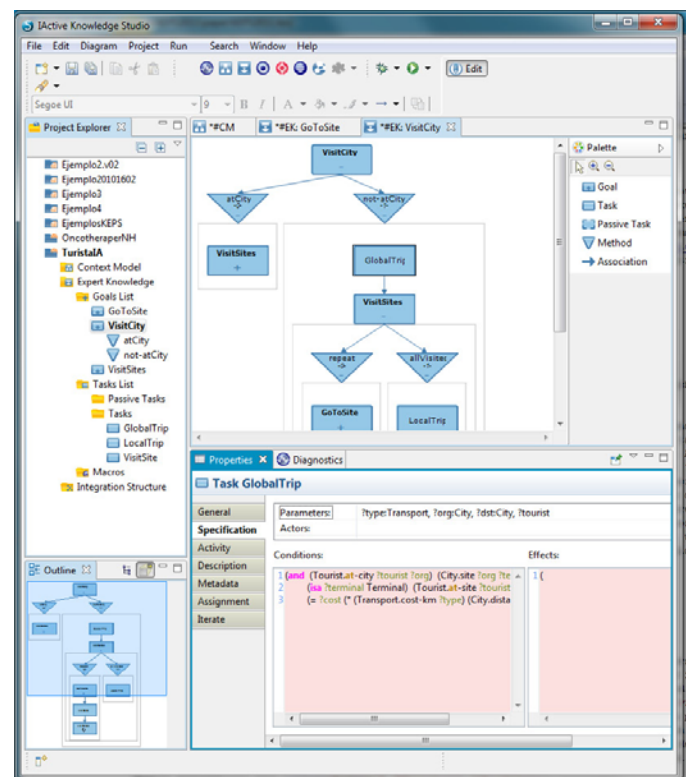 IActive Knowledge Studio
File Edit Diagram Project Run Search Window Help
Edit
Segoe UI 9 B I A
Project Explorer
*#CM *#EK: GoToSite *#EK: VisitCity
Ejemplo2.v02
Ejemplo20101602
Ejemplo3
Ejemplo4
EjemplosKEPS
OncotheraperNH
TuristaIA
Context Model
Expert Knowledge
Goals List
GoToSite
VisitCity
atCity
not-atCity
VisitSites
Tasks List
Passive Tasks
Tasks
GlobalTrip
LocalTrip
VisitSite
Macros
Integration Structure
VisitCity
atCity
not-atCity
VisitSites
GlobalTrip
VisitSites
repeat
allVisited
GoToSite
LocalTrip
Palette
Goal
Task
Passive Task
Method
Association
Outline
Properties Diagnostics
Task GlobalTrip
General
Specification
Activity
Description
Metadata
Assignment
Iterate
Parameters: ?type:Transport, ?org:City, ?dst:City, ?tourist
Actors:
Conditions: Effects:
1 (and (Tourist.at-city ?tourist ?org) (City.site ?org ?te
2 (isa ?terminal Terminal) (Tourist.at-site ?tourist
3 (= ?cost (* (Transport.cost-km ?type) (City.dista
1 (